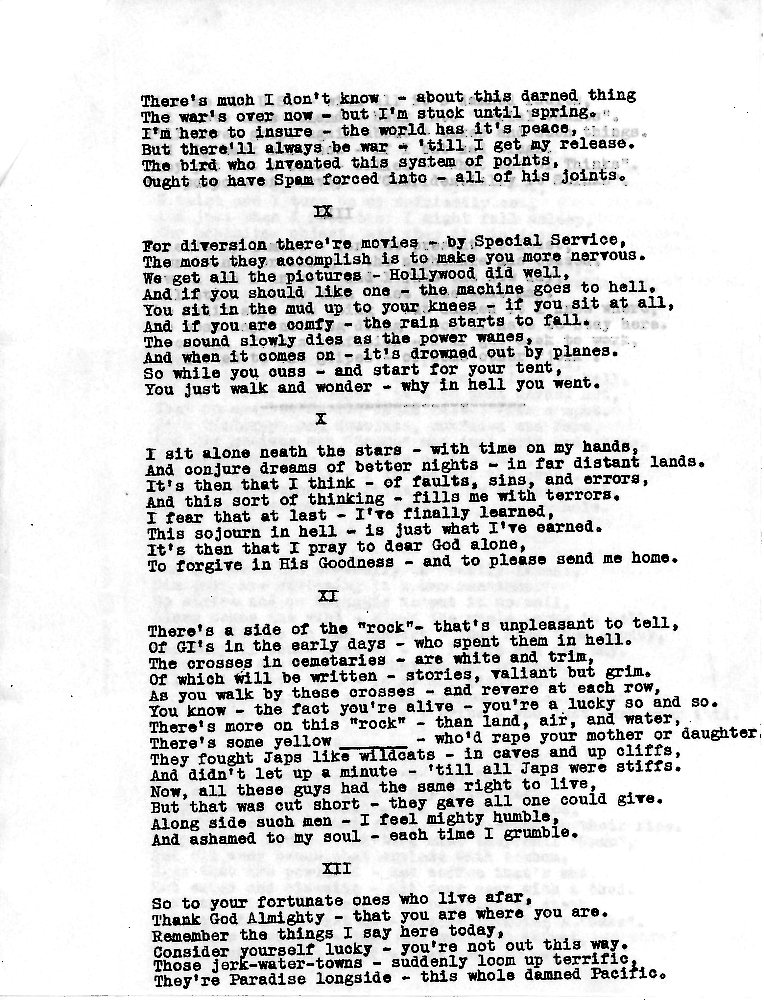 There's much I don't know - about this darned thing
The war's over now - but I'm stuck until spring.
I'm here to insure - the world has it's peace,
But there'll always be war - 'till I get my release.
The bird who invented this system of points,
Ought to have Spam forced into - all of his joints.
IX
For diversion there're movies - by Special Service,
The most they accomplish is to make you more nervous.
We get all the pictures - Hollywood did well,
And if you should like one - the machine goes to hell.
You sit in the mud up to your knees - if you sit at all,
And if you are comfy - the rain starts to fall.
The sound slowly dies as the power wanes,
And when it comes on - it's drowned out by planes.
So while you cuss - and start for your tent,
You just walk and wonder - why in hell you went.
X
I sit alone neath the stars - with time on my hands,
And conjure dreams of better nights - in far distant lands.
It's then that I think - of faults, sins, and errors,
And this sort of thinking - fills me with terrors.
I fear that at last - I've finally learned,
This sojourn in hell - is just what I've earned.
It's then that I pray to dear God alone,
To forgive in His Goodness - and to please send me home.
XI
There's a side of the "rock"- that's unpleasant to tell,
Of GI's in the early days - who spent them in hell.
The crosses in cemetaries - are white and trim,
Of which will be written - stories, valiant but grim.
As you walk by these crosses - and revere at each row,
You know - the fact you're alive - you're a lucky so and so.
There's more on this "rock" - than land, air, and water,
There's some yellow _______ - who'd rape your mother or daughter.
They fought Japs like wildcats - in caves and up cliffs,
And didn't let up a minute - 'till all Japs were stiffs.
Now, all these guys had the same right to live,
But that was cut short - they gave all one could give.
Along side such men - I feel mighty humble,
And ashamed to my soul - each time I grumble.
XII
So to your fortunate ones who live afar,
Thank God Almighty - that you are where you are.
Remember the things I say here today,
Consider yourself lucky - you're not out this way.
Those jerk-water-towns - suddenly loom up terrific,
They're Paradise longside - this whole damned Pacific.